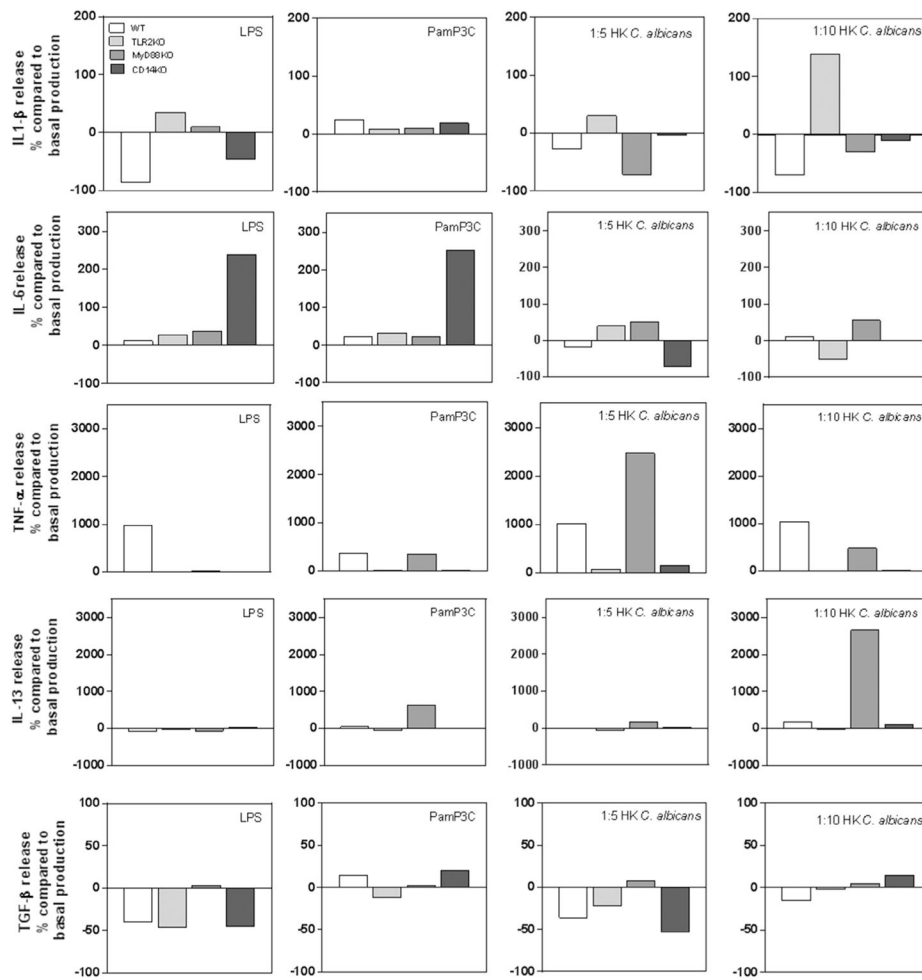 IL1-β release
% compared to
basal production
200
100
0
-100
WT
TLR2KO
MyD88KO
CD14KO
LPS
200
100
0
-100
PamP3C
200
100
0
-100
1:5 HK C. albicans
200
100
0
-100
1:10 HK C. albicans
IL-6 release
% compared to
basal production
300
200
100
0
-100
LPS
300
200
100
0
-100
PamP3C
300
200
100
0
-100
1:5 HK C. albicans
300
200
100
0
-100
1:10 HK C. albicans
TNF-α release
% compared to
basal production
3000
2000
1000
0
LPS
3000
2000
1000
0
PamP3C
3000
2000
1000
0
1:5 HK C. albicans
3000
2000
1000
0
1:10 HK C. albicans
IL-13 release
% compared to
basal production
3000
2000
1000
0
-1000
LPS
3000
2000
1000
0
-1000
PamP3C
3000
2000
1000
0
-1000
1:5 HK C. albicans
3000
2000
1000
0
-1000
1:10 HK C. albicans
TGF-β release
% compared to
basal production
100
50
0
-50
-100
LPS
100
50
0
-50
-100
PamP3C
100
50
0
-50
-100
1:5 HK C. albicans
100
50
0
-50
-100
1:10 HK C. albicans